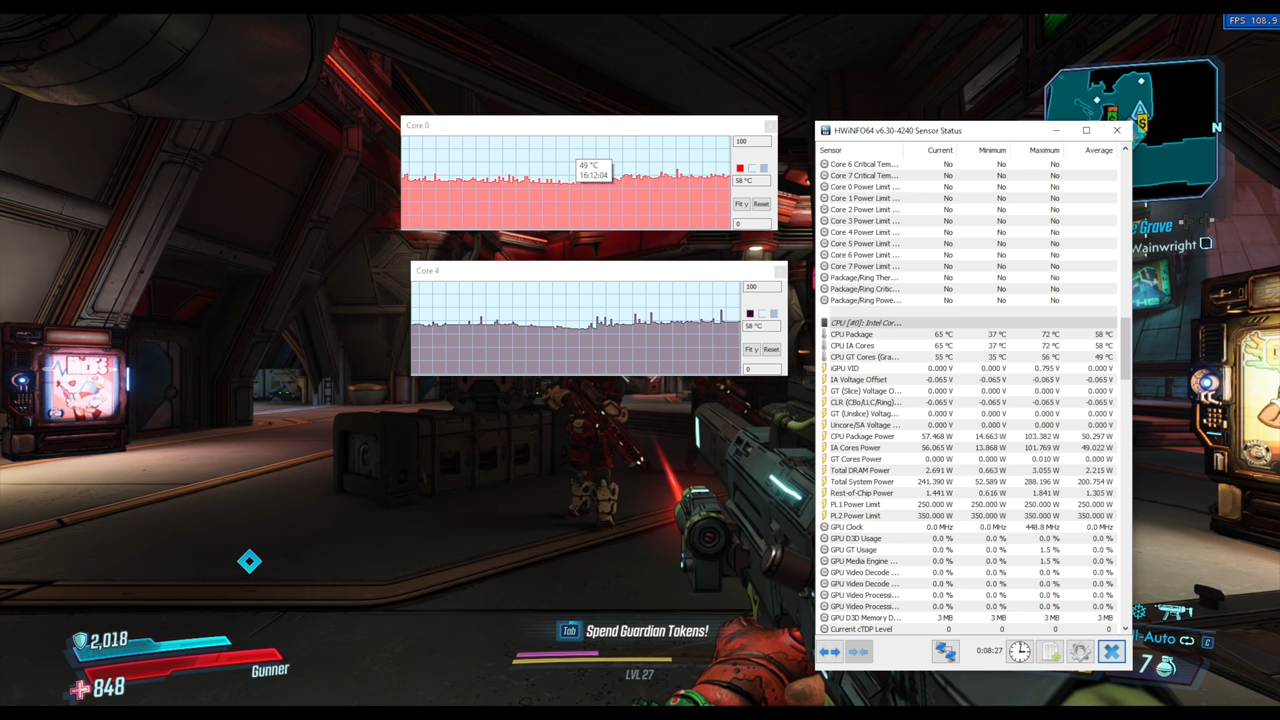 FPS 108.9
Core 0
100
49 °C
16:12:04
58 °C
Fit y Reset
0
Core 4
100
58 °C
Fit y Reset
0
HWiNFO64 v6.30-4240 Sensor Status
Sensor Current Minimum Maximum Average
Core 6 Critical Tem... No No No
Core 7 Critical Tem... No No No
Core 0 Power Limit ... No No No
Core 1 Power Limit ... No No No
Core 2 Power Limit ... No No No
Core 3 Power Limit ... No No No
Core 4 Power Limit ... No No No
Core 5 Power Limit ... No No No
Core 6 Power Limit ... No No No
Core 7 Power Limit ... No No No
Package/Ring Ther... No No No
Package/Ring Critic... No No No
Package/Ring Powe... No No No
CPU [#0]: Intel Cor...
CPU Package 65 °C 37 °C 72 °C 58 °C
CPU IA Cores 65 °C 37 °C 72 °C 58 °C
CPU GT Cores (Gra... 55 °C 35 °C 56 °C 49 °C
iGPU VID 0.000 V 0.000 V 0.795 V 0.000 V
IA Voltage Offset -0.065 V -0.065 V -0.065 V -0.065 V
GT (Slice) Voltage O... 0.000 V 0.000 V 0.000 V 0.000 V
CLR (CBo/LLC/Ring)... -0.065 V -0.065 V -0.065 V -0.065 V
GT (Unslice) Voltag... 0.000 V 0.000 V 0.000 V 0.000 V
Uncore/SA Voltage ... 0.000 V 0.000 V 0.000 V 0.000 V
CPU Package Power 57.468 W 14.663 W 103.382 W 50.297 W
IA Cores Power 56.065 W 13.868 W 101.769 W 49.022 W
GT Cores Power 0.000 W 0.000 W 0.010 W 0.000 W
Total DRAM Power 2.691 W 0.663 W 3.055 W 2.215 W
Total System Power 241.390 W 52.589 W 288.196 W 200.754 W
Rest-of-Chip Power 1.441 W 0.616 W 1.841 W 1.305 W
PL1 Power Limit 250.000 W 250.000 W 250.000 W 250.000 W
PL2 Power Limit 350.000 W 350.000 W 350.000 W 350.000 W
GPU Clock 0.0 MHz 0.0 MHz 448.8 MHz 0.0 MHz
GPU D3D Usage 0.0 % 0.0 % 0.0 % 0.0 %
GPU GT Usage 0.0 % 0.0 % 1.5 % 0.0 %
GPU Media Engine ... 0.0 % 0.0 % 1.5 % 0.0 %
GPU Video Decode ... 0.0 % 0.0 % 0.0 % 0.0 %
GPU Video Decode ... 0.0 % 0.0 % 0.0 % 0.0 %
GPU Video Processi... 0.0 % 0.0 % 0.0 % 0.0 %
GPU Video Processi... 0.0 % 0.0 % 0.0 % 0.0 %
GPU D3D Memory D... 3 MB 3 MB 3 MB 3 MB
Current cTDP Level 0 0 0 0
0:08:27
N
e Grave
Wainwright
2,018
848
Gunner
Tab Spend Guardian Tokens!
LVL 27
l-Auto C
7